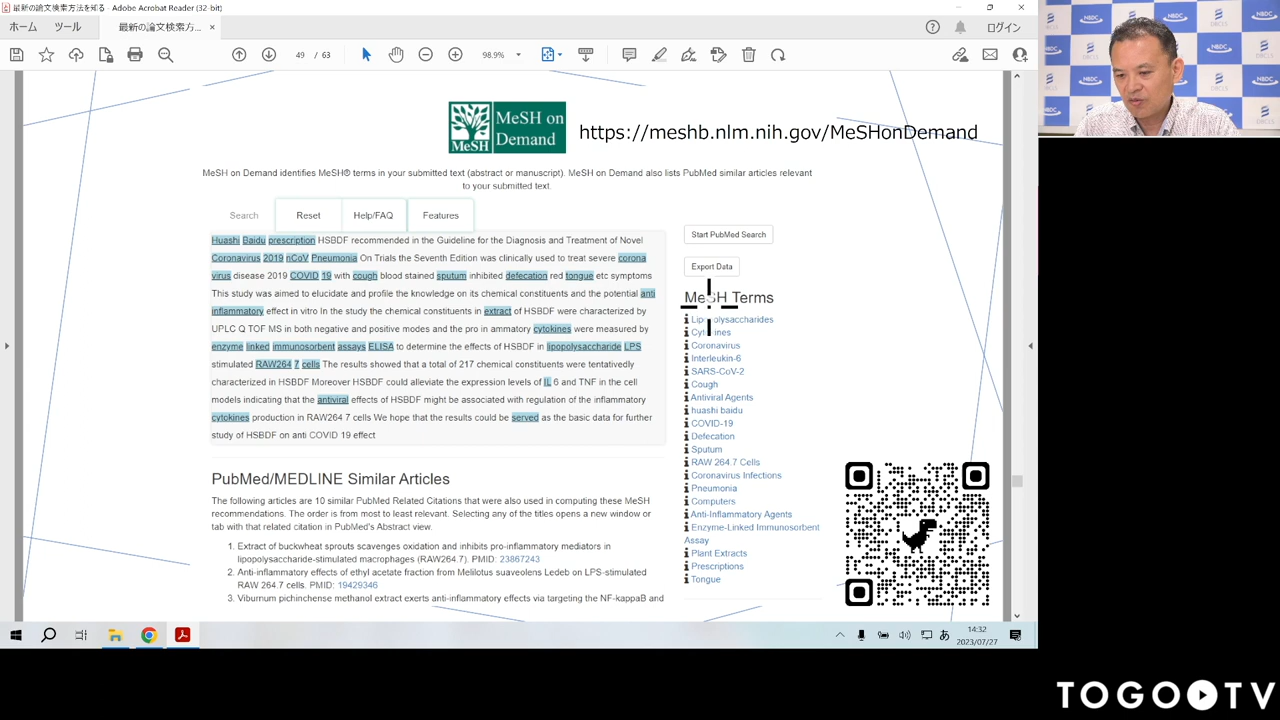 最新の論文検索方法を知る - Adobe Acrobat Reader (32-bit)
ホーム ツール 最新の論文検索方... × ログイン
49 / 63 98.9%
MeSH
MeSH on
Demand
https://meshb.nlm.nih.gov/MeSHonDemand
MeSH on Demand identifies MeSH® terms in your submitted text (abstract or manuscript). MeSH on Demand also lists PubMed similar articles relevant
to your submitted text.
Search Reset Help/FAQ Features
Huashi Baidu prescription HSBDF recommended in the Guideline for the Diagnosis and Treatment of Novel
Coronavirus 2019 nCoV Pneumonia On Trials the Seventh Edition was clinically used to treat severe corona
virus disease 2019 COVID 19 with cough blood stained sputum inhibited defecation red tongue etc symptoms
This study was aimed to elucidate and profile the knowledge on its chemical constituents and the potential anti
inflammatory effect in vitro In the study the chemical constituents in extract of HSBDF were characterized by
UPLC Q TOF MS in both negative and positive modes and the pro in ammatory cytokines were measured by
enzyme linked immunosorbent assays ELISA to determine the effects of HSBDF in lipopolysaccharide LPS
stimulated RAW264 7 cells The results showed that a total of 217 chemical constituents were tentativedly
characterized in HSBDF Moreover HSBDF could alleviate the expression levels of IL 6 and TNF in the cell
models indicating that the antiviral effects of HSBDF might be associated with regulation of the inflammatory
cytokines production in RAW264 7 cells We hope that the results could be served as the basic data for further
study of HSBDF on anti COVID 19 effect
PubMed/MEDLINE Similar Articles
The following articles are 10 similar PubMed Related Citations that were also used in computing these MeSH
recommendations. The order is from most to least relevant. Selecting any of the titles opens a new window or
tab with that related citation in PubMed's Abstract view.
1. Extract of buckwheat sprouts scavenges oxidation and inhibits pro-inflammatory mediators in
lipopolysaccharide-stimulated macrophages (RAW264.7). PMID: 23867243
2. Anti-inflammatory effects of ethyl acetate fraction from Melilotus suaveolens Ledeb on LPS-stimulated
RAW 264.7 cells. PMID: 19429346
3. Viburnum pichinchense methanol extract exerts anti-inflammatory effects via targeting the NF-kappaB and
Start PubMed Search
Export Data
MeSH Terms
Lipopolysaccharides
Cytokines
Coronavirus
Interleukin-6
SARS-CoV-2
Cough
Antiviral Agents
huashi baidu
COVID-19
Defecation
Sputum
RAW 264.7 Cells
Coronavirus Infections
Pneumonia
Computers
Anti-Inflammatory Agents
Enzyme-Linked Immunosorbent
Assay
Plant Extracts
Prescriptions
Tongue
あ
14:32
2023/07/27
NBDC
DBCLS
TOGO TV